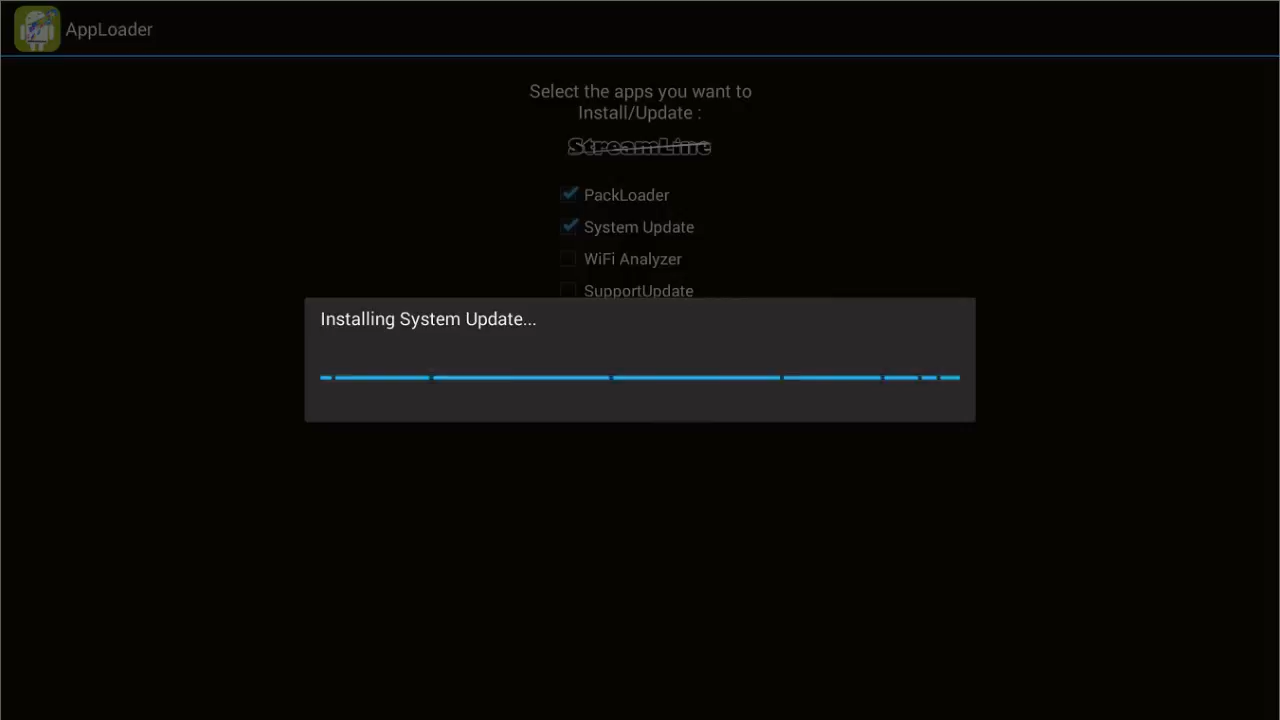 AppLoader
Select the apps you want to
Install/Update :
StreamLine
PackLoader
System Update
WiFi Analyzer
SupportUpdate
Installing System Update...